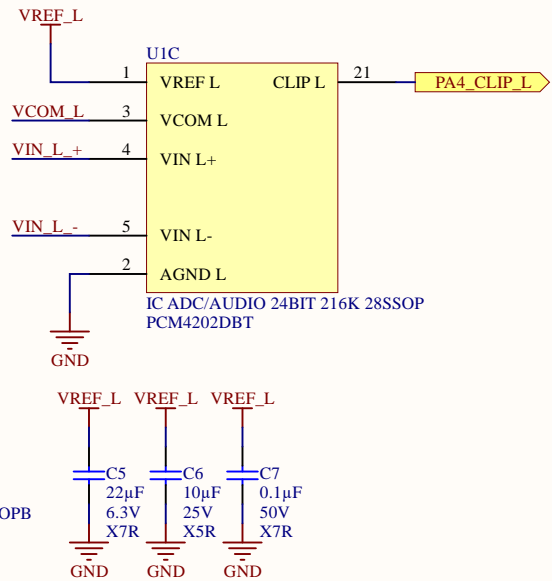 VREF_L
U1C
1 VREF L CLIP L 21 PA4_CLIP_L
VCOM_L 3 VCOM L
VIN_L_+ 4 VIN L+
VIN_L_- 5 VIN L-
2 AGND L
IC ADC/AUDIO 24BIT 216K 28SSOP
PCM4202DBT
GND
VREF_L VREF_L VREF_L
C5 C6 C7
22µF 10µF 0.1µF
OPB 6.3V 25V 50V
X7R X5R X7R
GND GND GND